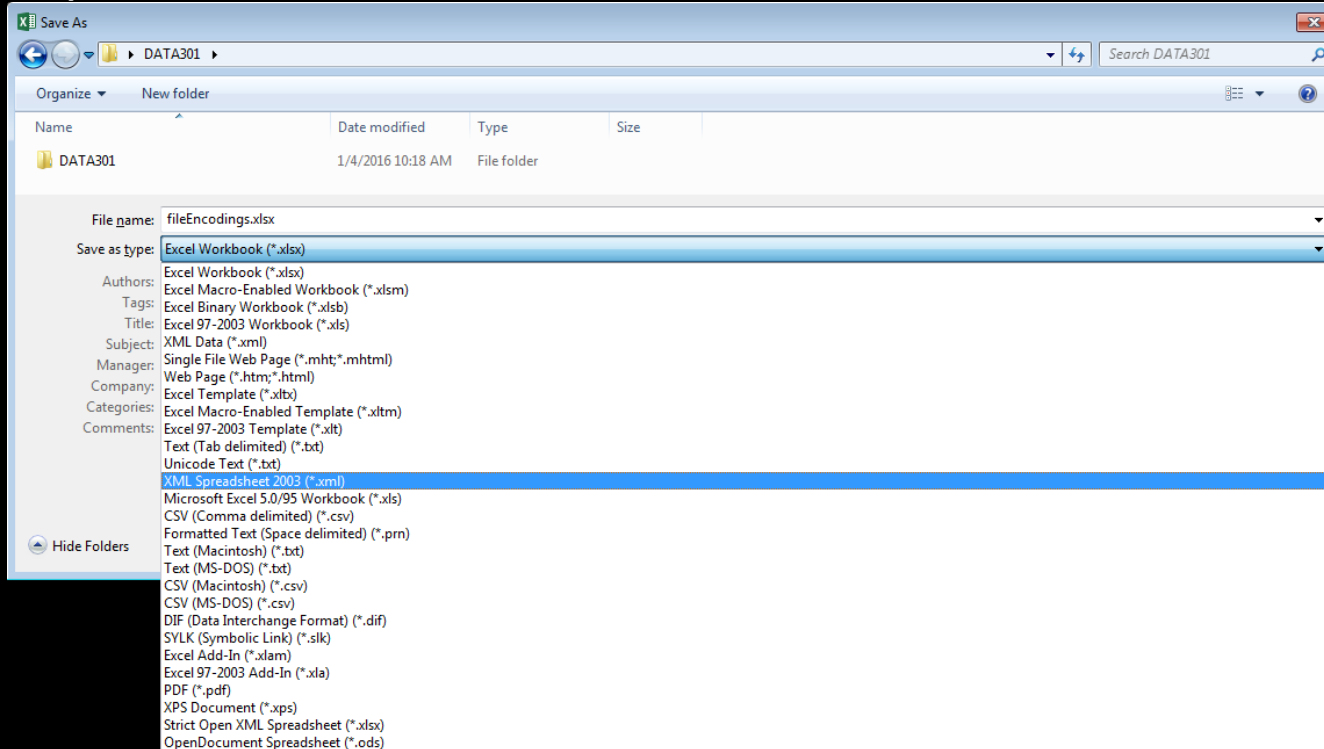 Save As
DATA301
Search DATA301
Organize
New folder
Name
Date modified
Type
Size
DATA301
1/4/2016 10:18 AM
File folder
File name: fileEncodings.xlsx
Save as type: Excel Workbook (*.xlsx)
Authors:
Tags:
Title:
Subject:
Manager:
Company:
Categories:
Comments:
Excel Workbook (*.xlsx)
Excel Macro-Enabled Workbook (*.xlsm)
Excel Binary Workbook (*.xlsb)
Excel 97-2003 Workbook (*.xls)
XML Data (*.xml)
Single File Web Page (*.mht;*.mhtml)
Web Page (*.htm;*.html)
Excel Template (*.xltx)
Excel Macro-Enabled Template (*.xltm)
Excel 97-2003 Template (*.xlt)
Text (Tab delimited) (*.txt)
Unicode Text (*.txt)
XML Spreadsheet 2003 (*.xml)
Microsoft Excel 5.0/95 Workbook (*.xls)
CSV (Comma delimited) (*.csv)
Formatted Text (Space delimited) (*.prn)
Text (Macintosh) (*.txt)
Text (MS-DOS) (*.txt)
CSV (Macintosh) (*.csv)
CSV (MS-DOS) (*.csv)
DIF (Data Interchange Format) (*.dif)
SYLK (Symbolic Link) (*.slk)
Excel Add-In (*.xlam)
Excel 97-2003 Add-In (*.xla)
PDF (*.pdf)
XPS Document (*.xps)
Strict Open XML Spreadsheet (*.xlsx)
OpenDocument Spreadsheet (*.ods)
Hide Folders